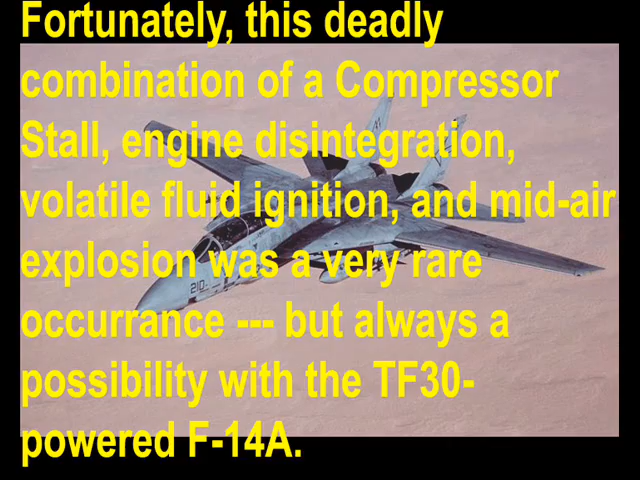 Fortunately, this deadly
combination of a Compressor
Stall, engine disintegration,
volatile fluid ignition, and mid-air
explosion was a very rare
occurrance --- but always a
possibility with the TF30-
powered F-14A.
210